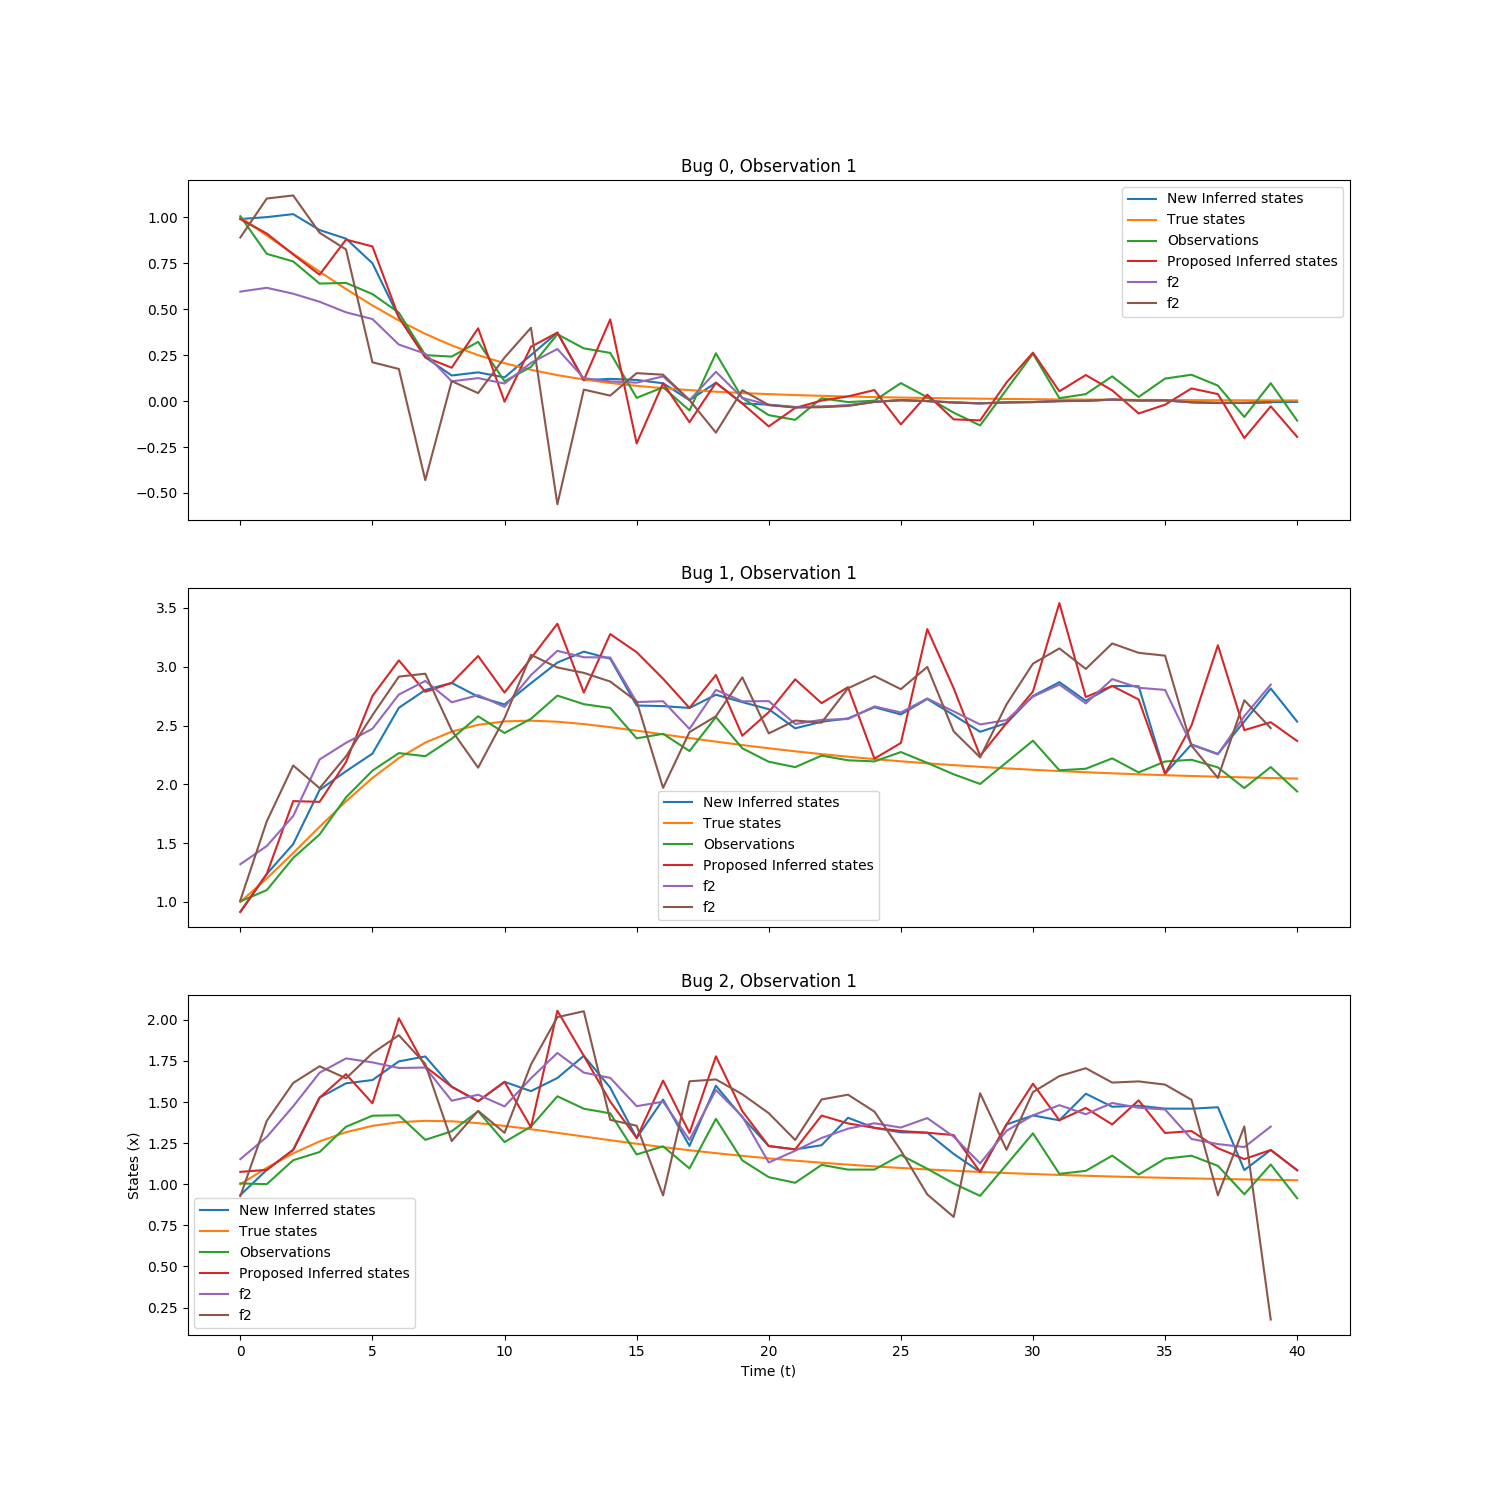 Bug 0, Observation 1
1.00
0.75
0.50
0.25
0.00
−0.25
−0.50
New Inferred states
True states
Observations
Proposed Inferred states
f2
f2
Bug 1, Observation 1
3.5
3.0
2.5
2.0
1.5
1.0
New Inferred states
True states
Observations
Proposed Inferred states
f2
f2
Bug 2, Observation 1
States (x)
2.00
1.75
1.50
1.25
1.00
0.75
0.50
0.25
New Inferred states
True states
Observations
Proposed Inferred states
f2
f2
0 5 10 15 20 25 30 35 40
Time (t)